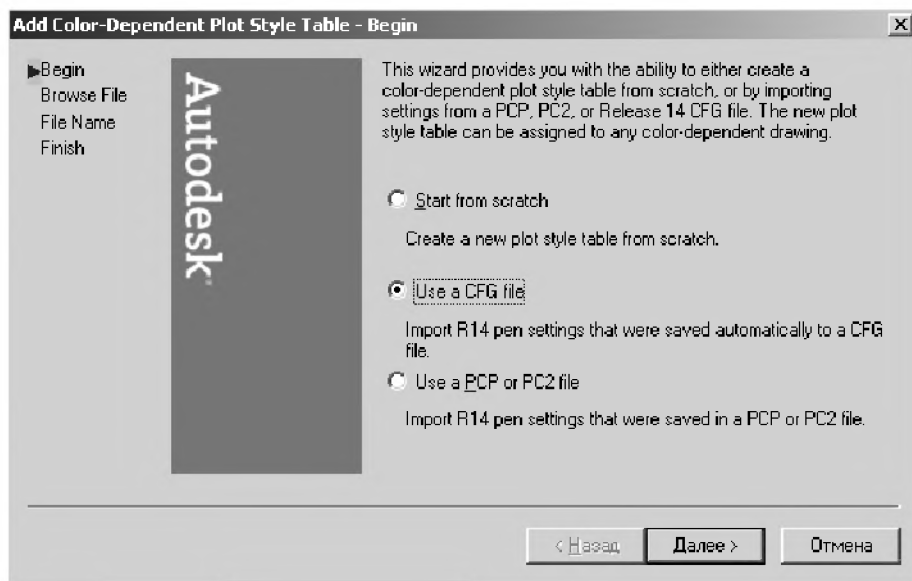 Add Color-Dependent Plot Style Table - Begin
Begin
Browse File
File Name
Finish
Autodesk
This wizard provides you with the ability to either create a
color-dependent plot style table from scratch, or by importing
settings from a PCP, PC2, or Release 14 CFG file. The new plot
style table can be assigned to any color-dependent drawing.
Start from scratch
Create a new plot style table from scratch.
Use a CFG file
Import R14 pen settings that were saved automatically to a CFG
file.
Use a PCP or PC2 file
Import R14 pen settings that were saved in a PCP or PC2 file.
< Назад
Далее >
Отмена